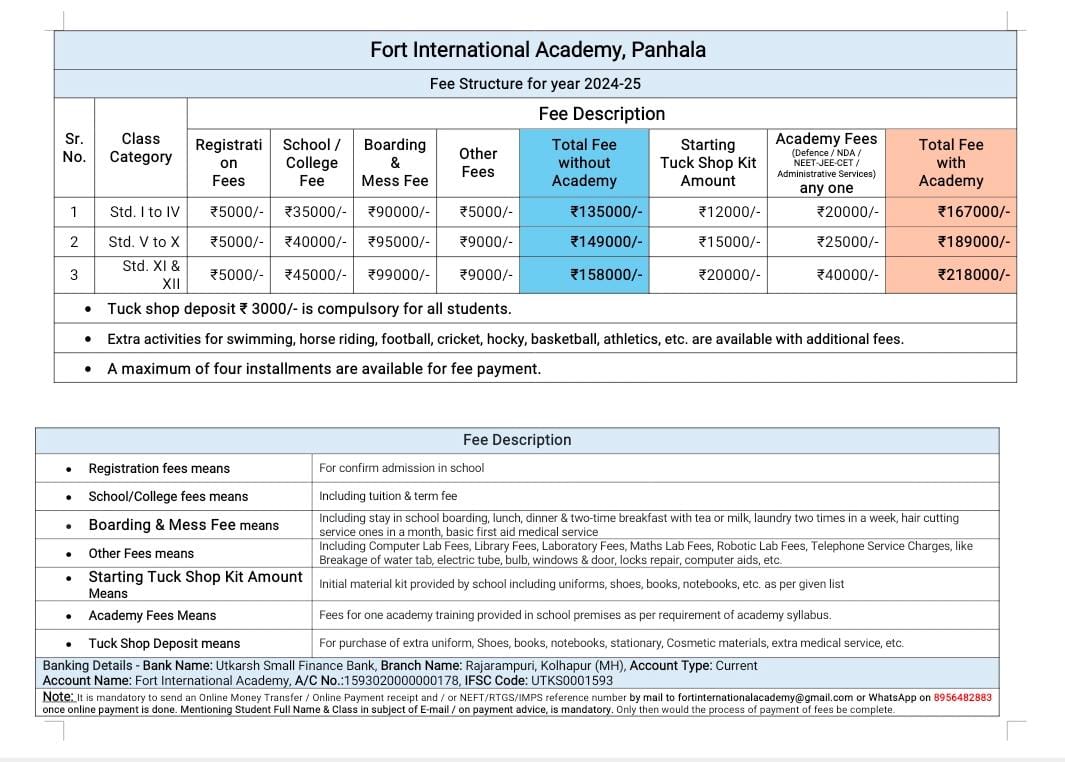 Fort International Academy, Panhala
Fee Structure for year 2024-25
Sr. No. Class Category Fee Description
Registrati on Fees School / College Fee Boarding & Mess Fee Other Fees Total Fee without Academy Starting Tuck Shop Kit Amount Academy Fees (Defence / NDA / NEET-JEE-CET / Administrative Services) any one Total Fee with Academy
1 Std. I to IV ₹5000/- ₹35000/- ₹90000/- ₹5000/- ₹135000/- ₹12000/- ₹20000/- ₹167000/-
2 Std. V to X ₹5000/- ₹40000/- ₹95000/- ₹9000/- ₹149000/- ₹15000/- ₹25000/- ₹189000/-
3 Std. XI & XII ₹5000/- ₹45000/- ₹99000/- ₹9000/- ₹158000/- ₹20000/- ₹40000/- ₹218000/-
• Tuck shop deposit ₹ 3000/- is compulsory for all students.
• Extra activities for swimming, horse riding, football, cricket, hocky, basketball, athletics, etc. are available with additional fees.
• A maximum of four installments are available for fee payment.
Fee Description
• Registration fees means For confirm admission in school
• School/College fees means Including tuition & term fee
• Boarding & Mess Fee means Including stay in school boarding, lunch, dinner & two-time breakfast with tea or milk, laundry two times in a week, hair cutting
service ones in a month, basic first aid medical service
• Other Fees means Including Computer Lab Fees, Library Fees, Laboratory Fees, Maths Lab Fees, Robotic Lab Fees, Telephone Service Charges, like
Breakage of water tab, electric tube, bulb, windows & door, locks repair, computer aids, etc.
• Starting Tuck Shop Kit Amount Means Initial material kit provided by school including uniforms, shoes, books, notebooks, etc. as per given list
• Academy Fees Means Fees for one academy training provided in school premises as per requirement of academy syllabus.
• Tuck Shop Deposit means For purchase of extra uniform, Shoes, books, notebooks, stationary, Cosmetic materials, extra medical service, etc.
Banking Details - Bank Name: Utkarsh Small Finance Bank, Branch Name: Rajarampuri, Kolhapur (MH), Account Type: Current
Account Name: Fort International Academy, A/C No.:1593020000000178, IFSC Code: UTKS0001593
Note: It is mandatory to send an Online Money Transfer / Online Payment receipt and / or NEFT/RTGS/IMPS reference number by mail to fortinternationalacademy@gmail.com or WhatsApp on 8956482883
once online payment is done. Mentioning Student Full Name & Class in subject of E-mail / on payment advice, is mandatory. Only then would the process of payment of fees be complete.